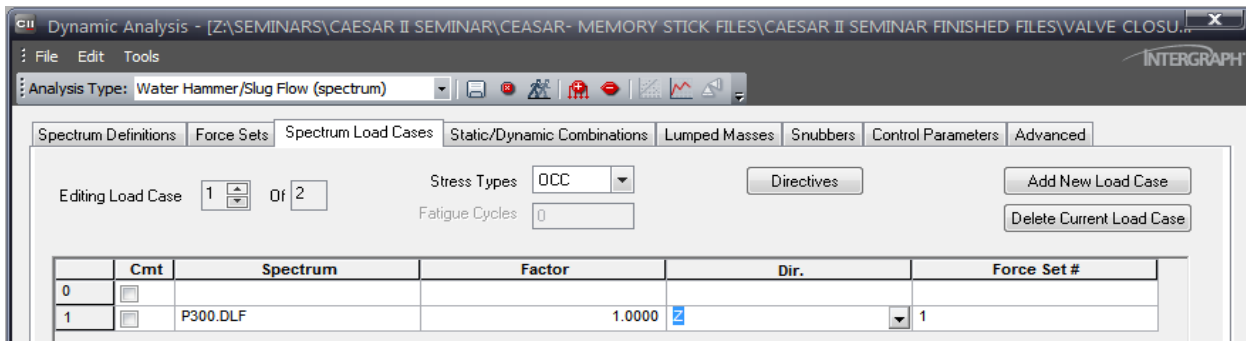 CII Dynamic Analysis - [Z:\SEMINARS\CAESAR II SEMINAR\CEASAR- MEMORY STICK FILES\CAESAR II SEMINAR FINISHED FILES\VALVE CLOSU... X
File Edit Tools INTERGRAPH
Analysis Type: Water Hammer/Slug Flow (spectrum)
Spectrum Definitions Force Sets Spectrum Load Cases Static/Dynamic Combinations Lumped Masses Snubbers Control Parameters Advanced
Editing Load Case 1 Of 2 Stress Types OCC Directives Add New Load Case
Fatigue Cycles 0 Delete Current Load Case
Cmt Spectrum Factor Dir. Force Set #
0
1 P300.DLF 1.0000 Z 1